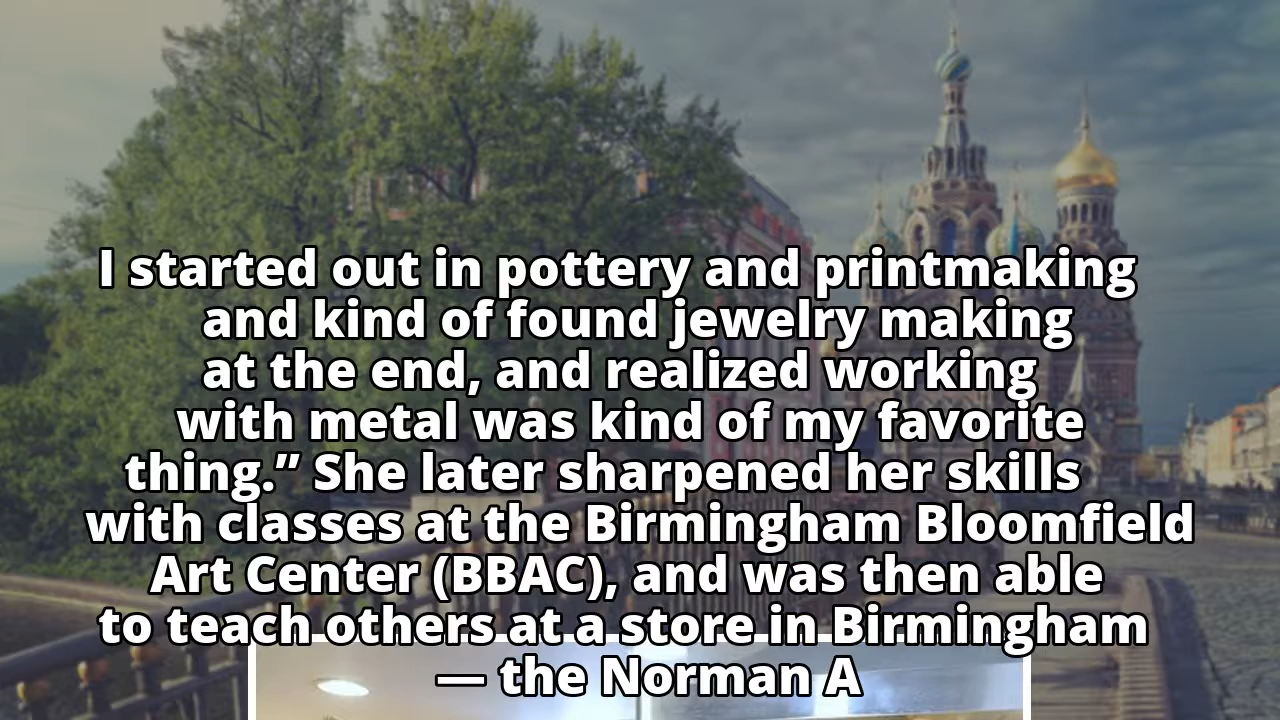 I started out in pottery and printmaking
and kind of found jewelry making
at the end, and realized working
with metal was kind of my favorite
thing.” She later sharpened her skills
with classes at the Birmingham Bloomfield
Art Center (BBAC), and was then able
to teach others at a store in Birmingham
— the Norman A